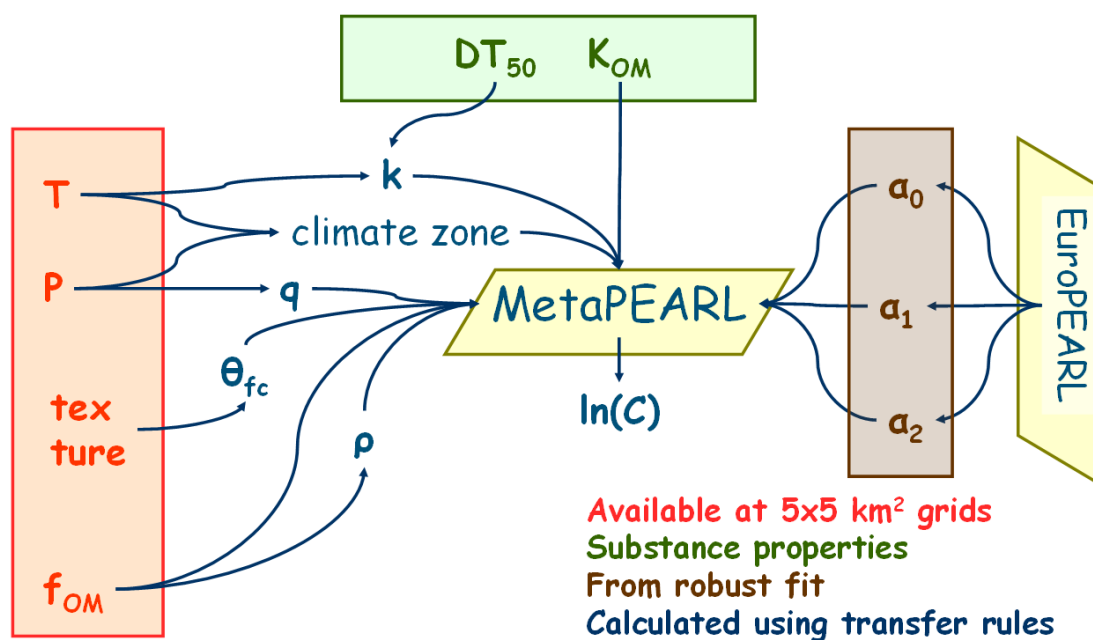 DT50 KOM
T
k
α0
climate zone
P
q
MetaPEARL
α1
EuroPEARL
θfc
tex
ture
ln(C)
ρ
α2
Available at 5x5 km² grids
Substance properties
From robust fit
fOM
Calculated using transfer rules